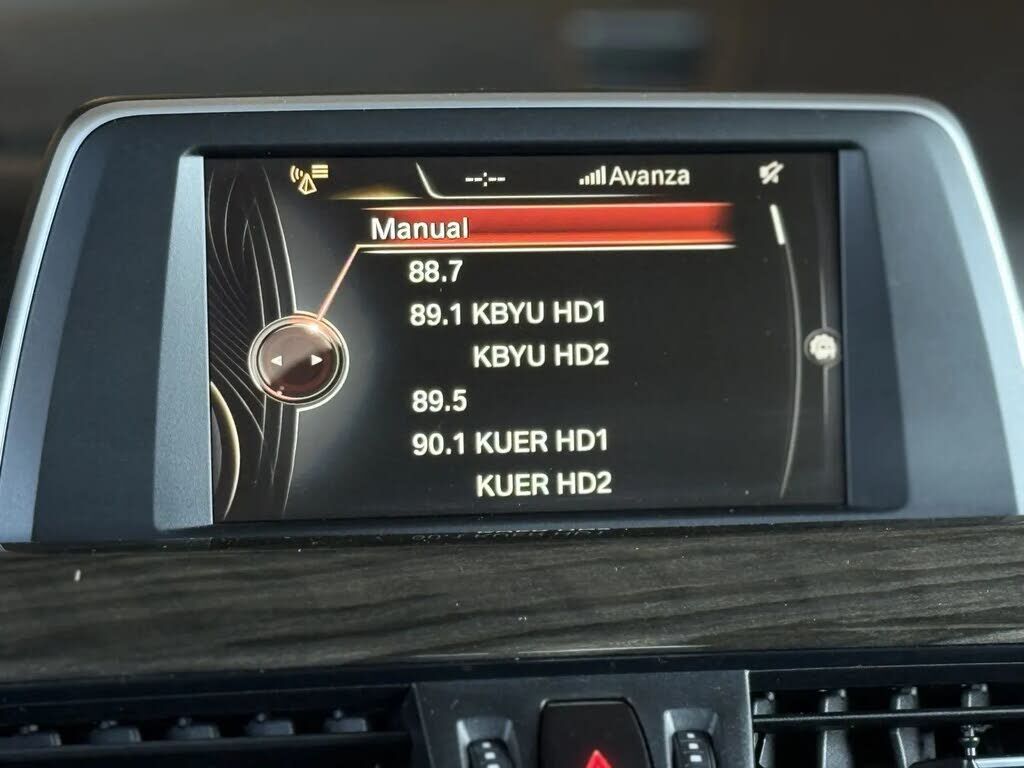 --:-- Avanza
Manual
88.7
89.1 KBYU HD1
KBYU HD2
89.5
90.1 KUER HD1
KUER HD2